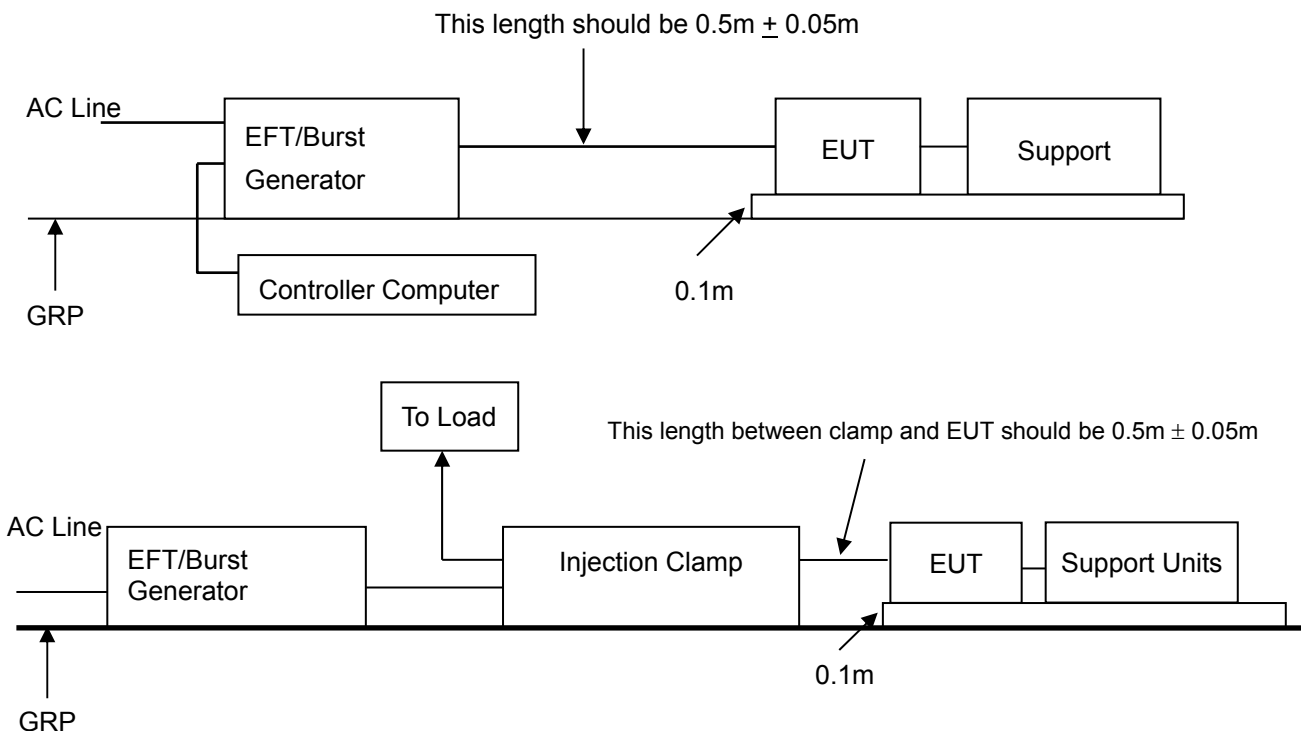 This length should be 0.5m ± 0.05m
AC Line
EFT/Burst
Generator
EUT
Support
Controller Computer
0.1m
GRP
To Load
This length between clamp and EUT should be 0.5m ± 0.05m
AC Line
EFT/Burst
Generator
Injection Clamp
EUT
Support Units
0.1m
GRP